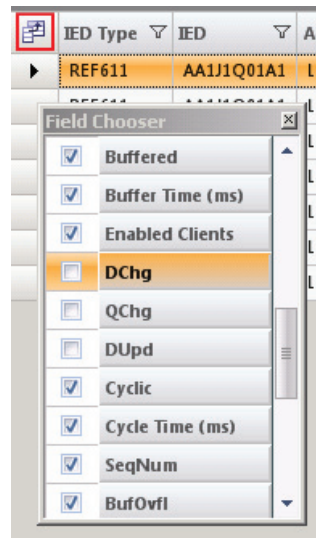 IED Type IED A
REF611 AA1J1Q01A1 L
L
Field Chooser
L
Buffered
L
Buffer Time (ms)
L
Enabled Clients
L
DChg
L
QChg
DUpd
Cyclic
Cycle Time (ms)
SeqNum
BufOvfl